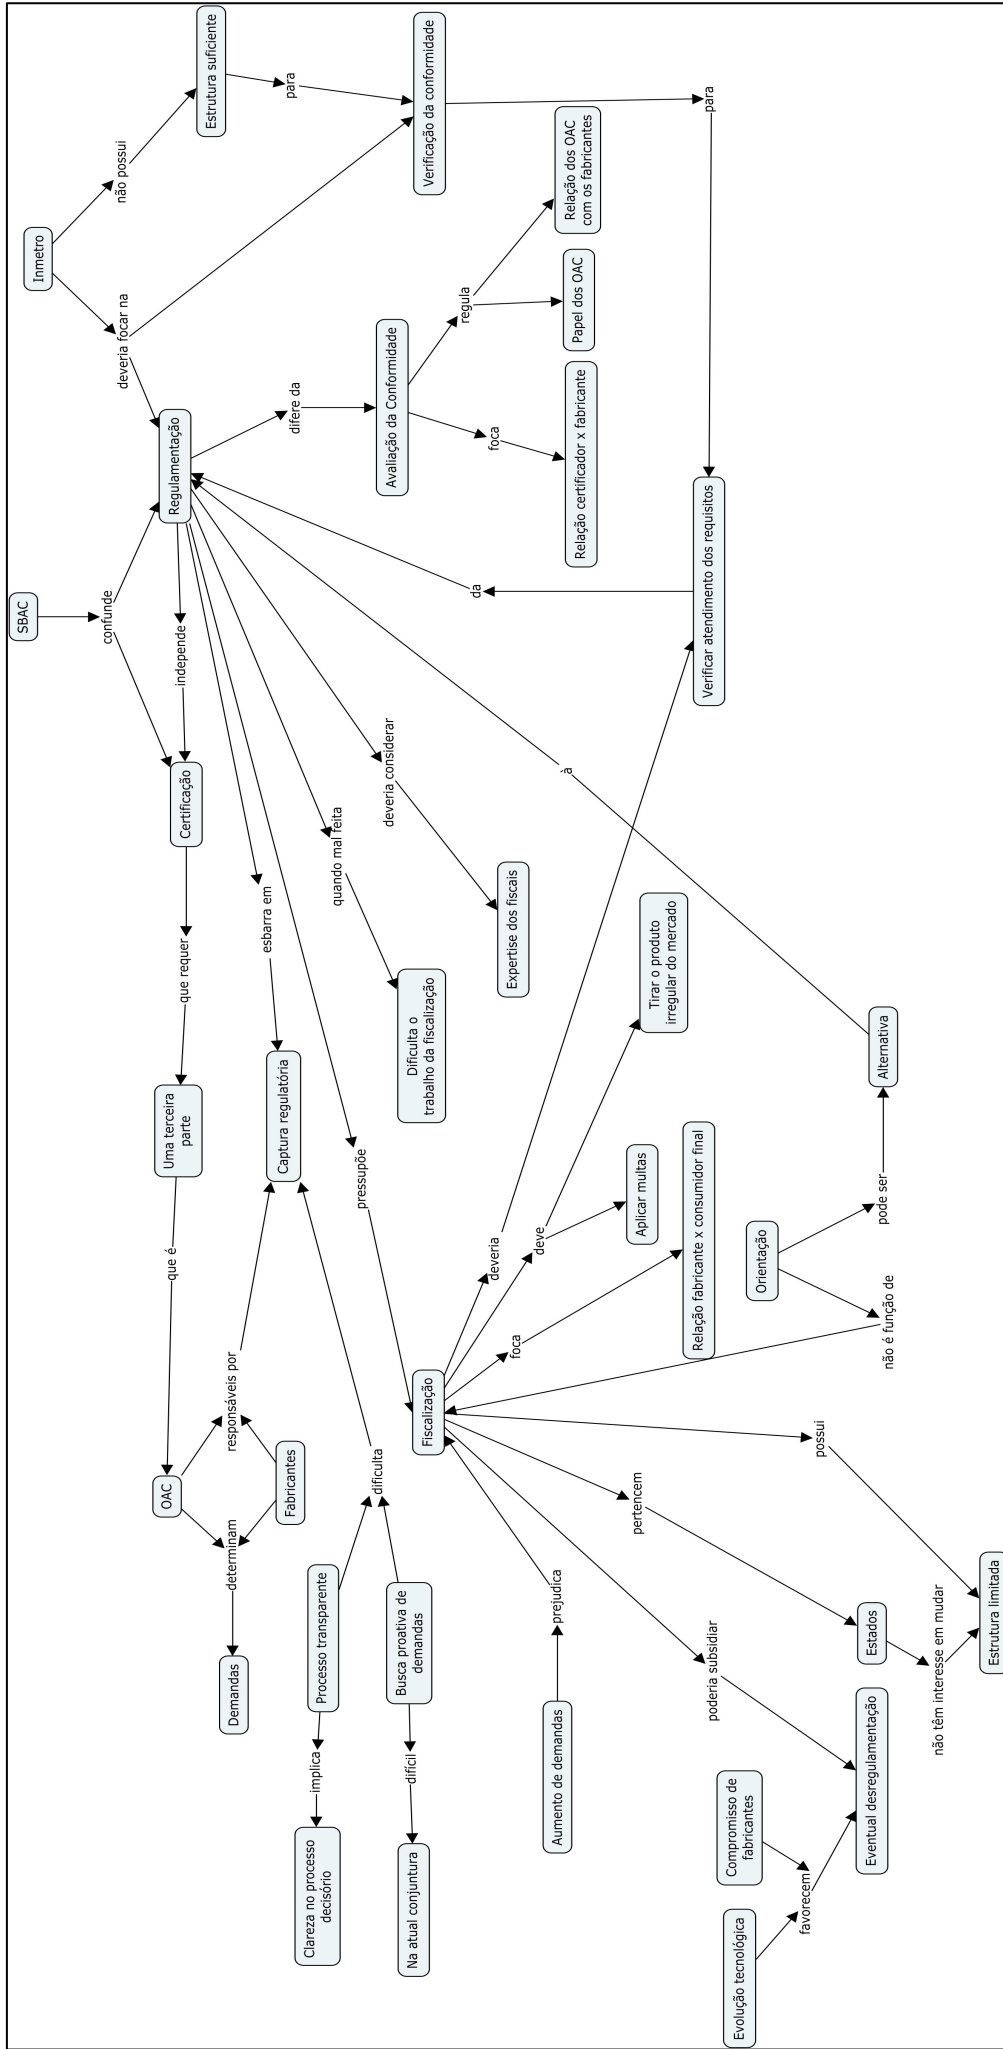 SBAC
confunde
Inmetro
não possui
deveria focar na
Estrutura suficiente
para
Verificação da conformidade
para
Regulamentação
difere da
Avaliação da Conformidade
regula
Relação dos OAC
com os fabricantes
Papel dos OAC
foca
Relação certificador x fabricante
Verificar atendimento dos requisitos
da
independe
Certificação
que requer
Uma terceira
parte
que é
OAC
esbarra em
Captura regulatória
responsáveis por
Fabricantes
determinam
Demandas
quando mal feita
Dificulta o
trabalho da fiscalização
deveria considerar
Expertise dos fiscais
à
pressupõe
Fiscalização
dificulta
Processo transparente
implica
Clareza no processo
decisório
Busca proativa de
demandas
difícil
Na atual conjuntura
deveria
deve
Tirar o produto
irregular do mercado
Aplicar multas
foca
Relação fabricante x consumidor final
Alternativa
pode ser
Orientação
não é função de
possui
pertencem
Estados
não têm interesse em mudar
Estrutura limitada
prejudica
Aumento de demandas
poderia subsidiar
Eventual desregulamentação
favorecem
Compromisso de
fabricantes
Evolução tecnológica